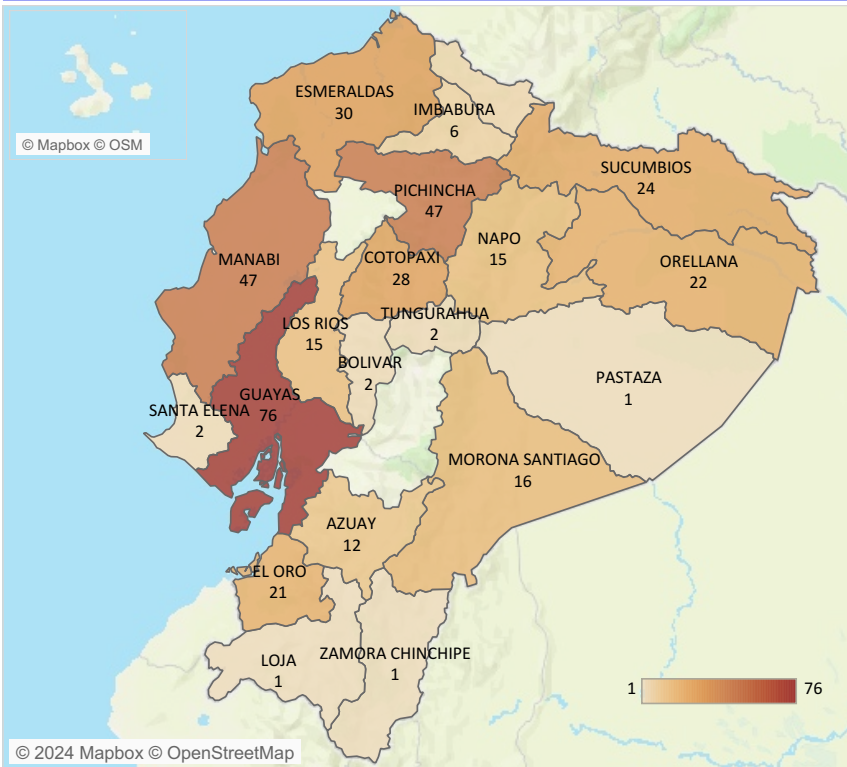 © Mapbox © OSM
ESMERALDAS
30
IMBABURA
6
SUCUMBIOS
24
PICHINCHA
47
NAPO
15
MANABI
47
COTOPAXI
28
ORELLANA
22
TUNGURAHUA
2
LOS RIOS
15
BOLIVAR
2
PASTAZA
1
GUAYAS
76
SANTA ELENA
2
MORONA SANTIAGO
16
AZUAY
12
EL ORO
21
ZAMORA CHINCHIPE
1
LOJA
1
1 76
© 2024 Mapbox © OpenStreetMap